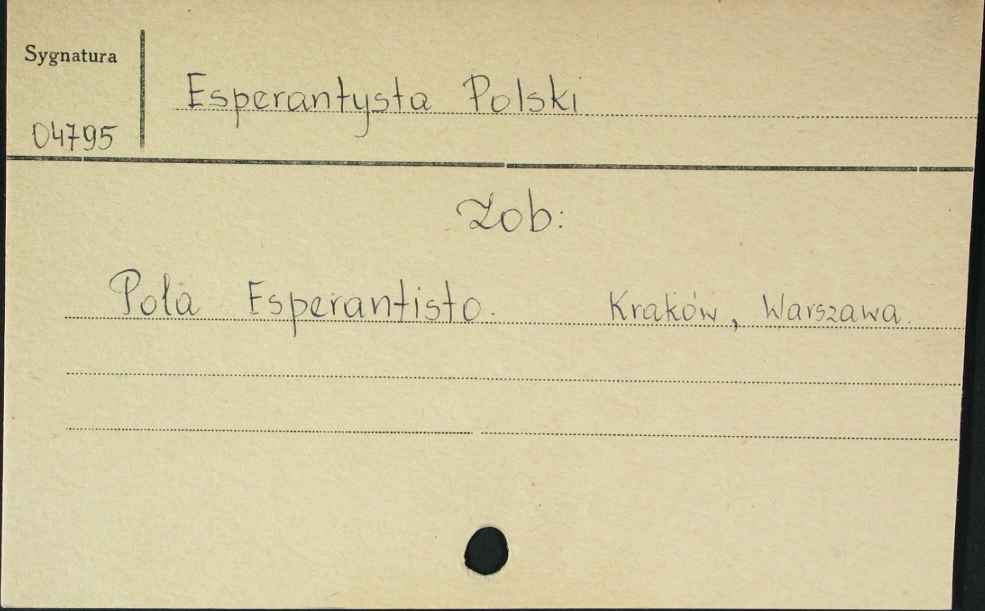 Sygnatura
Esperantysta Polski
04795
Zob:
Pola Esperantisto. Kraków, Warszawa.